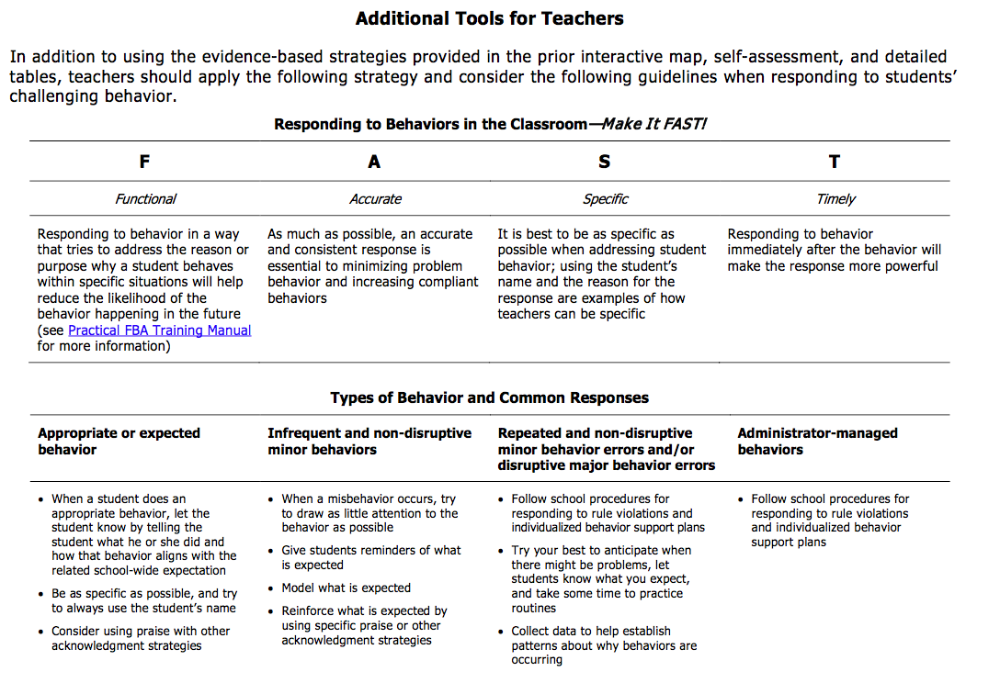 Additional Tools for Teachers
In addition to using the evidence-based strategies provided in the prior interactive map, self-assessment, and detailed
tables, teachers should apply the following strategy and consider the following guidelines when responding to students’
challenging behavior.
Responding to Behaviors in the Classroom—Make It FAST!
F
A
S
T
Functional
Accurate
Specific
Timely
Responding to behavior in a way
that tries to address the reason or
purpose why a student behaves
within specific situations will help
reduce the likelihood of the
behavior happening in the future
(see Practical FBA Training Manual
for more information)
As much as possible, an accurate
and consistent response is
essential to minimizing problem
behavior and increasing compliant
behaviors
It is best to be as specific as
possible when addressing student
behavior; using the student’s
name and the reason for the
response are examples of how
teachers can be specific
Responding to behavior
immediately after the behavior will
make the response more powerful
Types of Behavior and Common Responses
Appropriate or expected
behavior
Infrequent and non-disruptive
minor behaviors
Repeated and non-disruptive
minor behavior errors and/or
disruptive major behavior errors
Administrator-managed
behaviors
• When a student does an
appropriate behavior, let the
student know by telling the
student what he or she did and
how that behavior aligns with the
related school-wide expectation
• Be as specific as possible, and try
to always use the student’s name
• Consider using praise with other
acknowledgment strategies
• When a misbehavior occurs, try
to draw as little attention to the
behavior as possible
• Give students reminders of what
is expected
• Model what is expected
• Reinforce what is expected by
using specific praise or other
acknowledgment strategies
• Follow school procedures for
responding to rule violations and
individualized behavior support plans
• Try your best to anticipate when
there might be problems, let
students know what you expect,
and take some time to practice
routines
• Collect data to help establish
patterns about why behaviors are
occurring
• Follow school procedures for
responding to rule violations
and individualized behavior
support plans